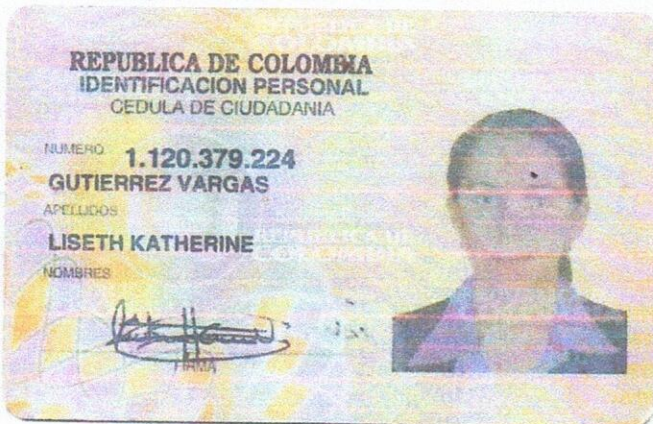 REPUBLICA DE COLOMBIA
IDENTIFICACION PERSONAL
CEDULA DE CIUDADANIA
NUMERO 1.120.379.224
GUTIERREZ VARGAS
APELLIDOS
LISETH KATHERINE
NOMBRES
FIRMA